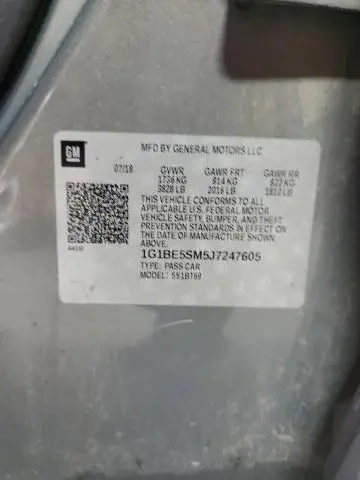 GM
MFD BY GENERAL MOTORS LLC
07/18 GVWR GAWR FRT GAWR RR
1736 KG 914 KG 822 KG
3828 LB 2016 LB 1812 LB
THIS VEHICLE CONFORMS TO ALL APPLICABLE
U.S. FEDERAL MOTOR
VEHICLE SAFETY, BUMPER, AND THEFT
PREVENTION STANDARDS IN EFFECT ON THE
DATE OF MANUFACTURE SHOWN ABOVE.
1G1BE5SM5J7247605
TYPE: PASS CAR
MODEL: 5S1BT69